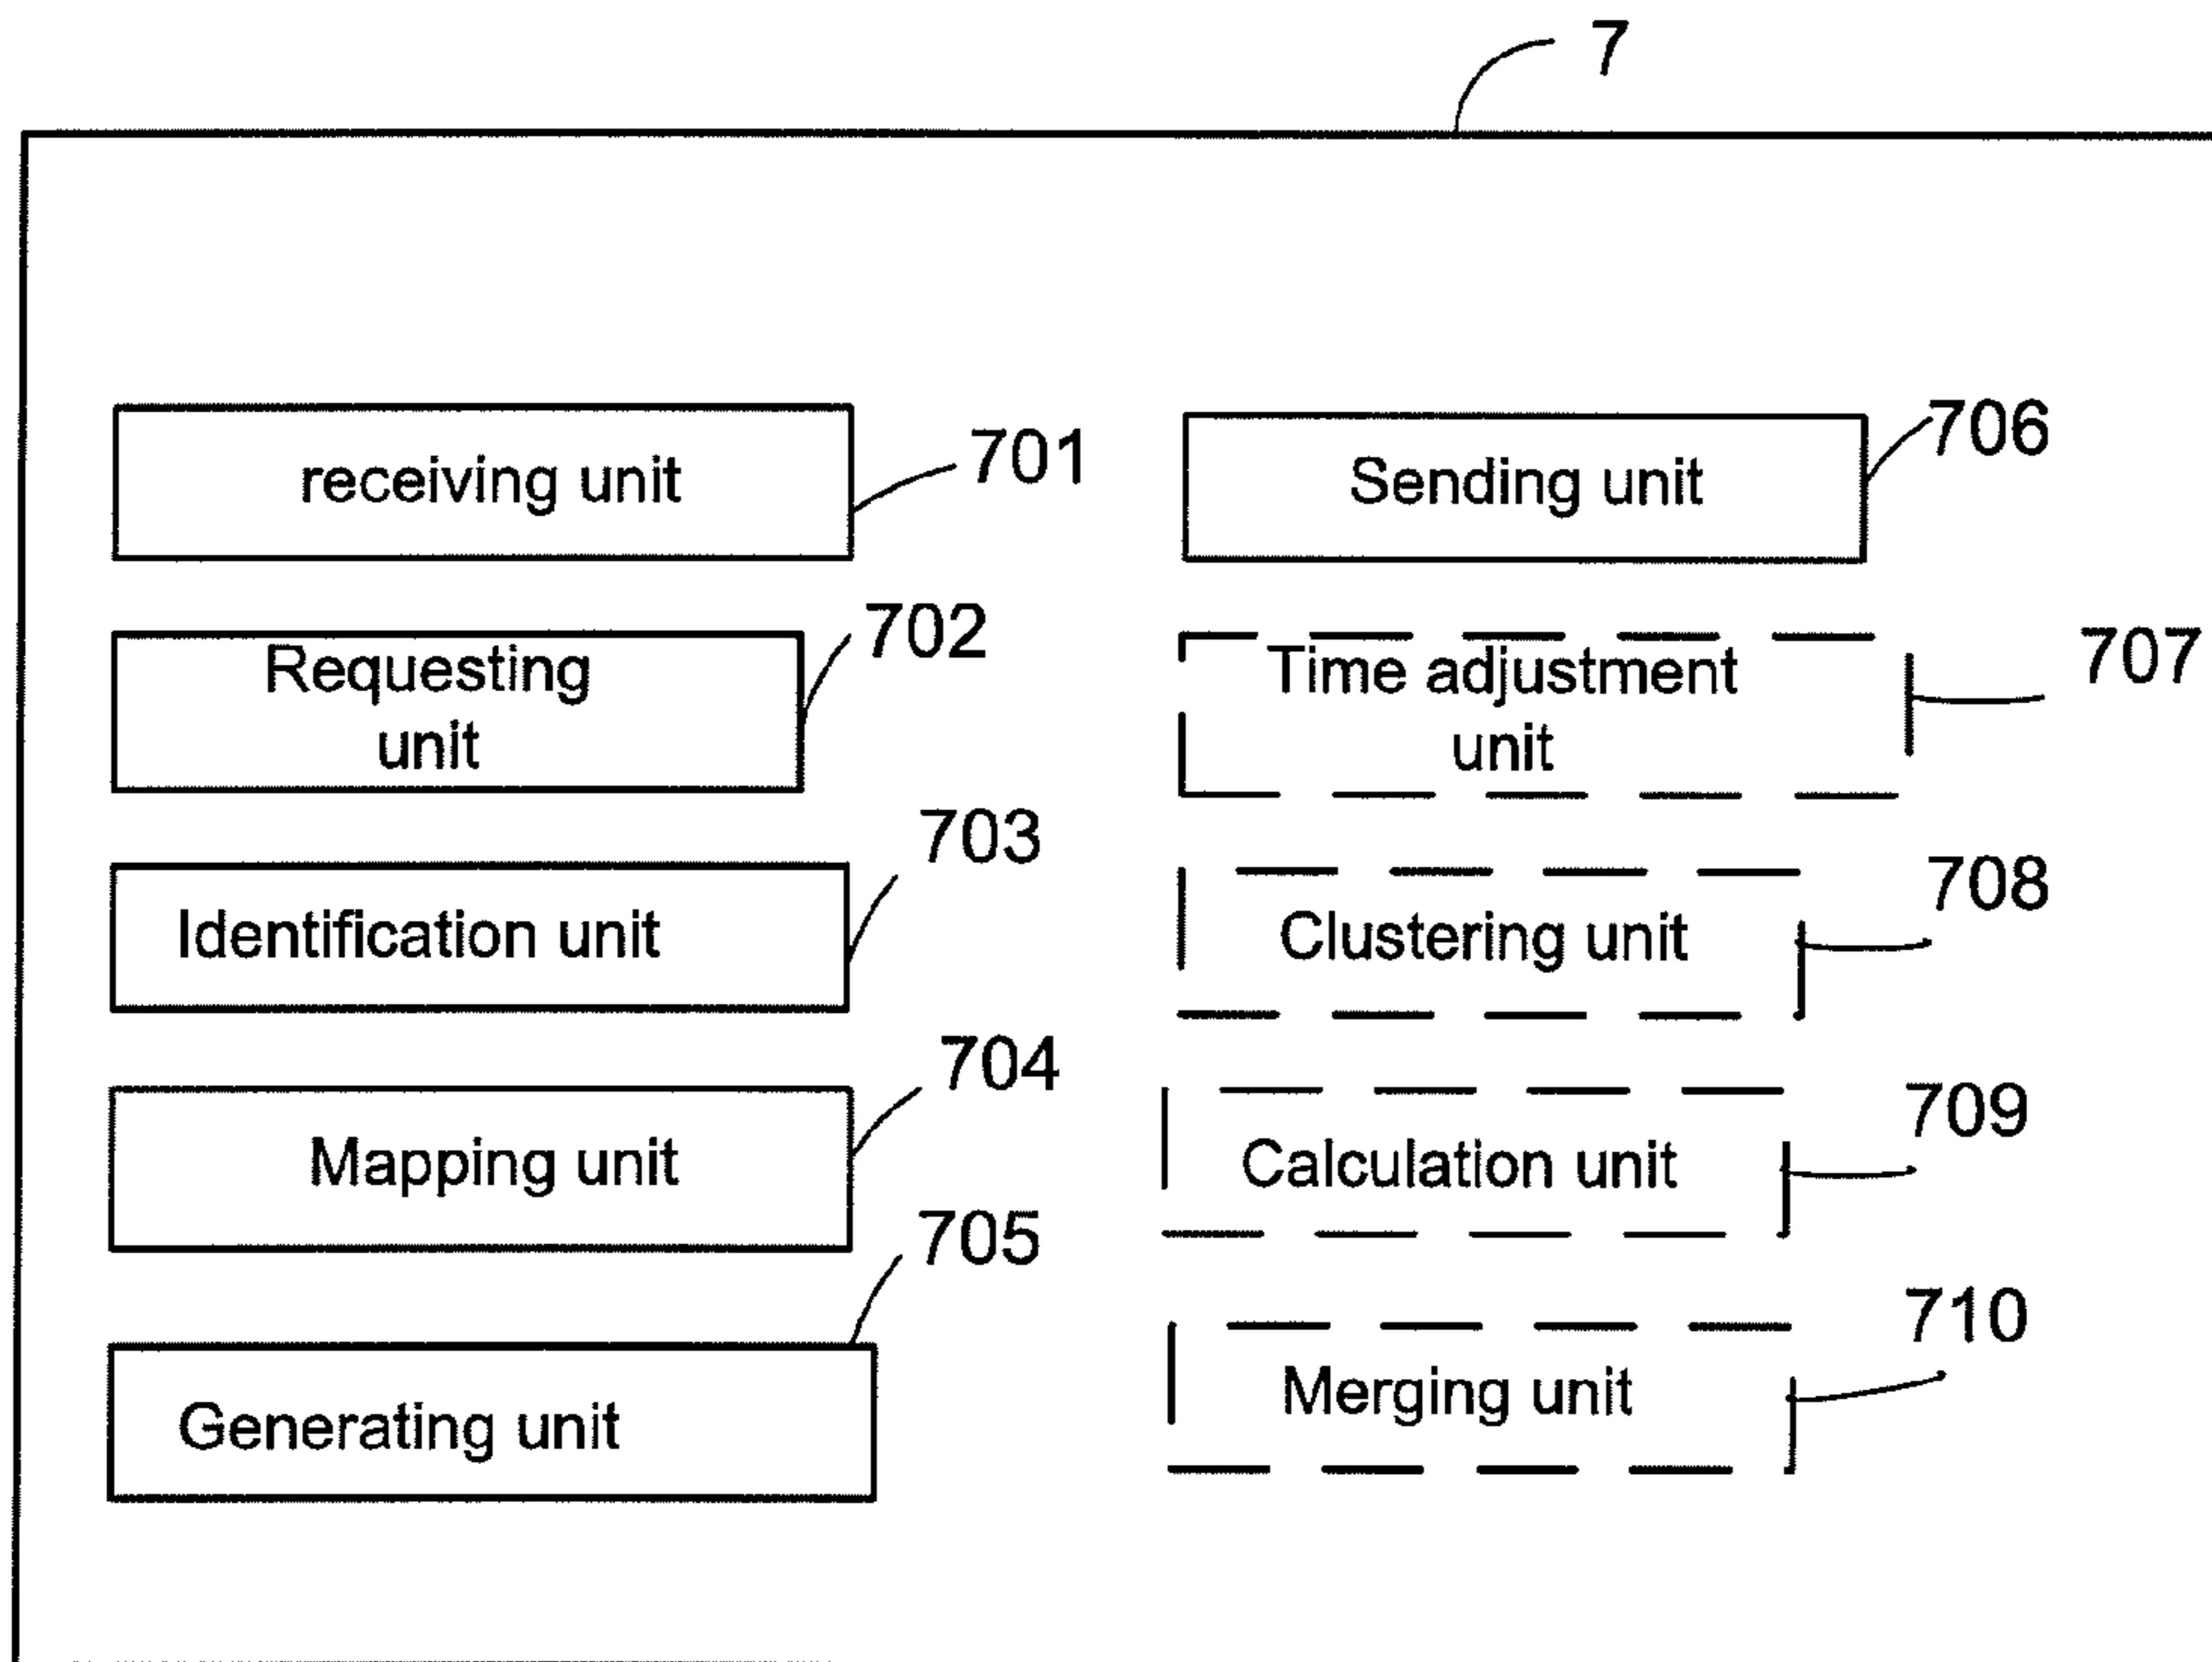 7
receiving unit
701
Requesting
unit
702
Identification unit
703
Mapping unit
704
Generating unit
705
Sending unit
706
Time adjustment
unit
707
Clustering unit
708
Calculation unit
709
Merging unit
710